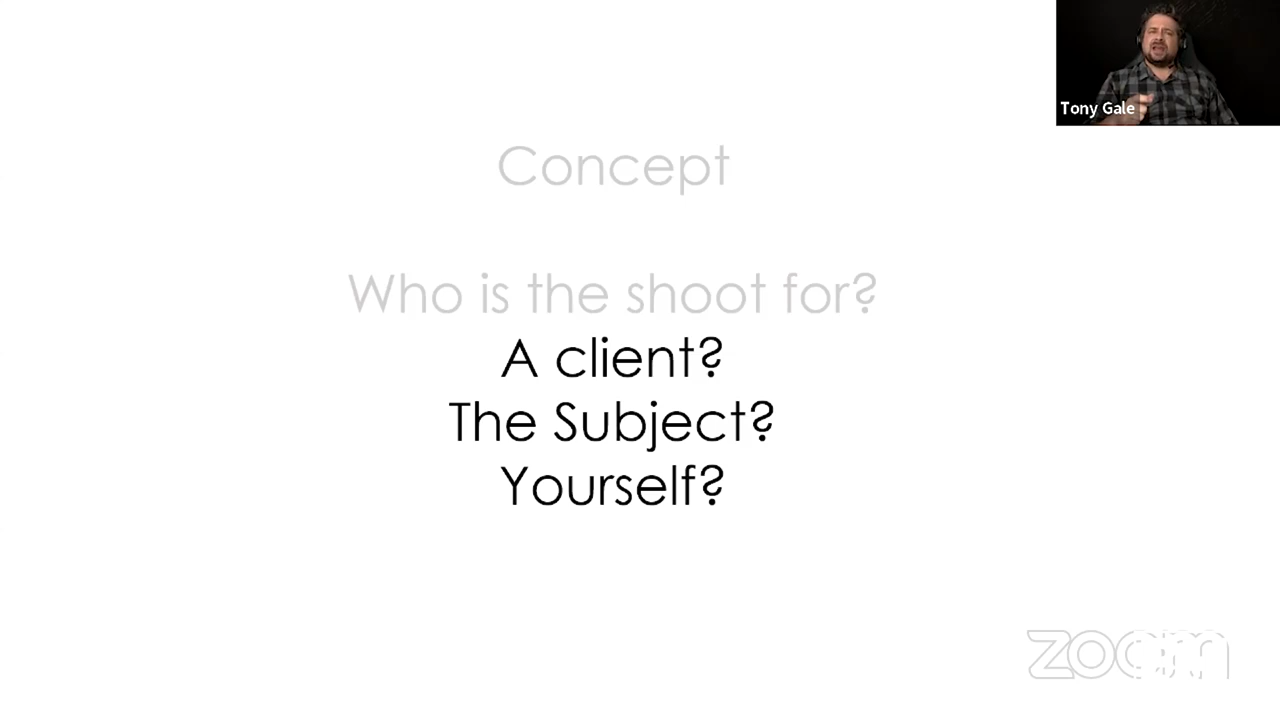 Tony Gale
Concept
Who is the shoot for?
A client?
The Subject?
Yourself?
zoom